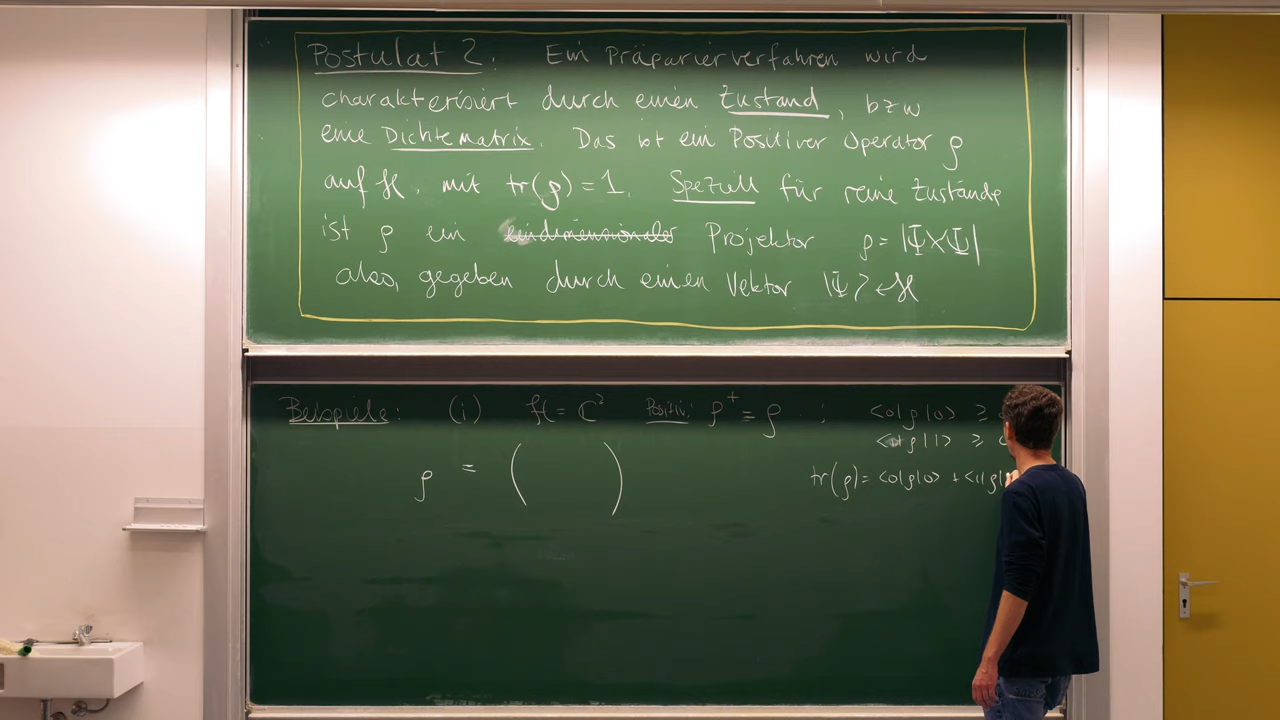 Postulat 2: Ein Präparierverfahren wird
charakterisiert durch einen Zustand, bzw
eine Dichtematrix. Das ist ein Positiver Operator ρ
auf ℋ, mit tr(ρ) = 1. Speziell für reine Zustände
ist ρ ein eindimensionaler Projektor ρ = |Ψ⟩⟨Ψ|
also, gegeben durch einen Vektor |Ψ⟩ ∈ ℋ
Beispiele: (i) ℋ = ℂ² Positiv: ρ⁺ = ρ ; ⟨0|ρ|0⟩ ≥
|ρ|1⟩ ≥
ρ = ( ) tr(ρ) = ⟨0|ρ|0⟩ + ⟨1|ρ|